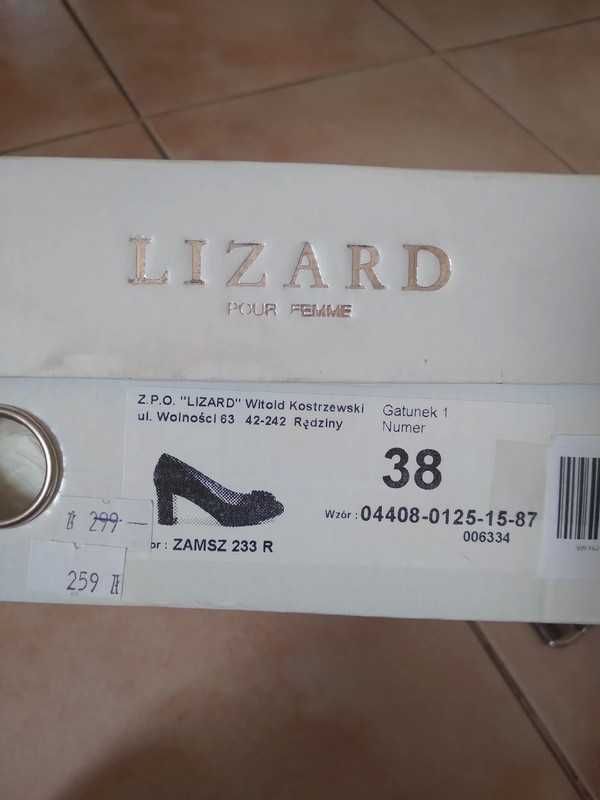 LIZARD
POUR FEMME
Z.P.O. "LIZARD" Witold Kostrzewski
ul. Wolności 63 42-242 Rędziny
Gatunek 1
Numer
38
Wzór : 04408-0125-15-87
006334
or : ZAMSZ 233 R
zł 299 —
259 zł